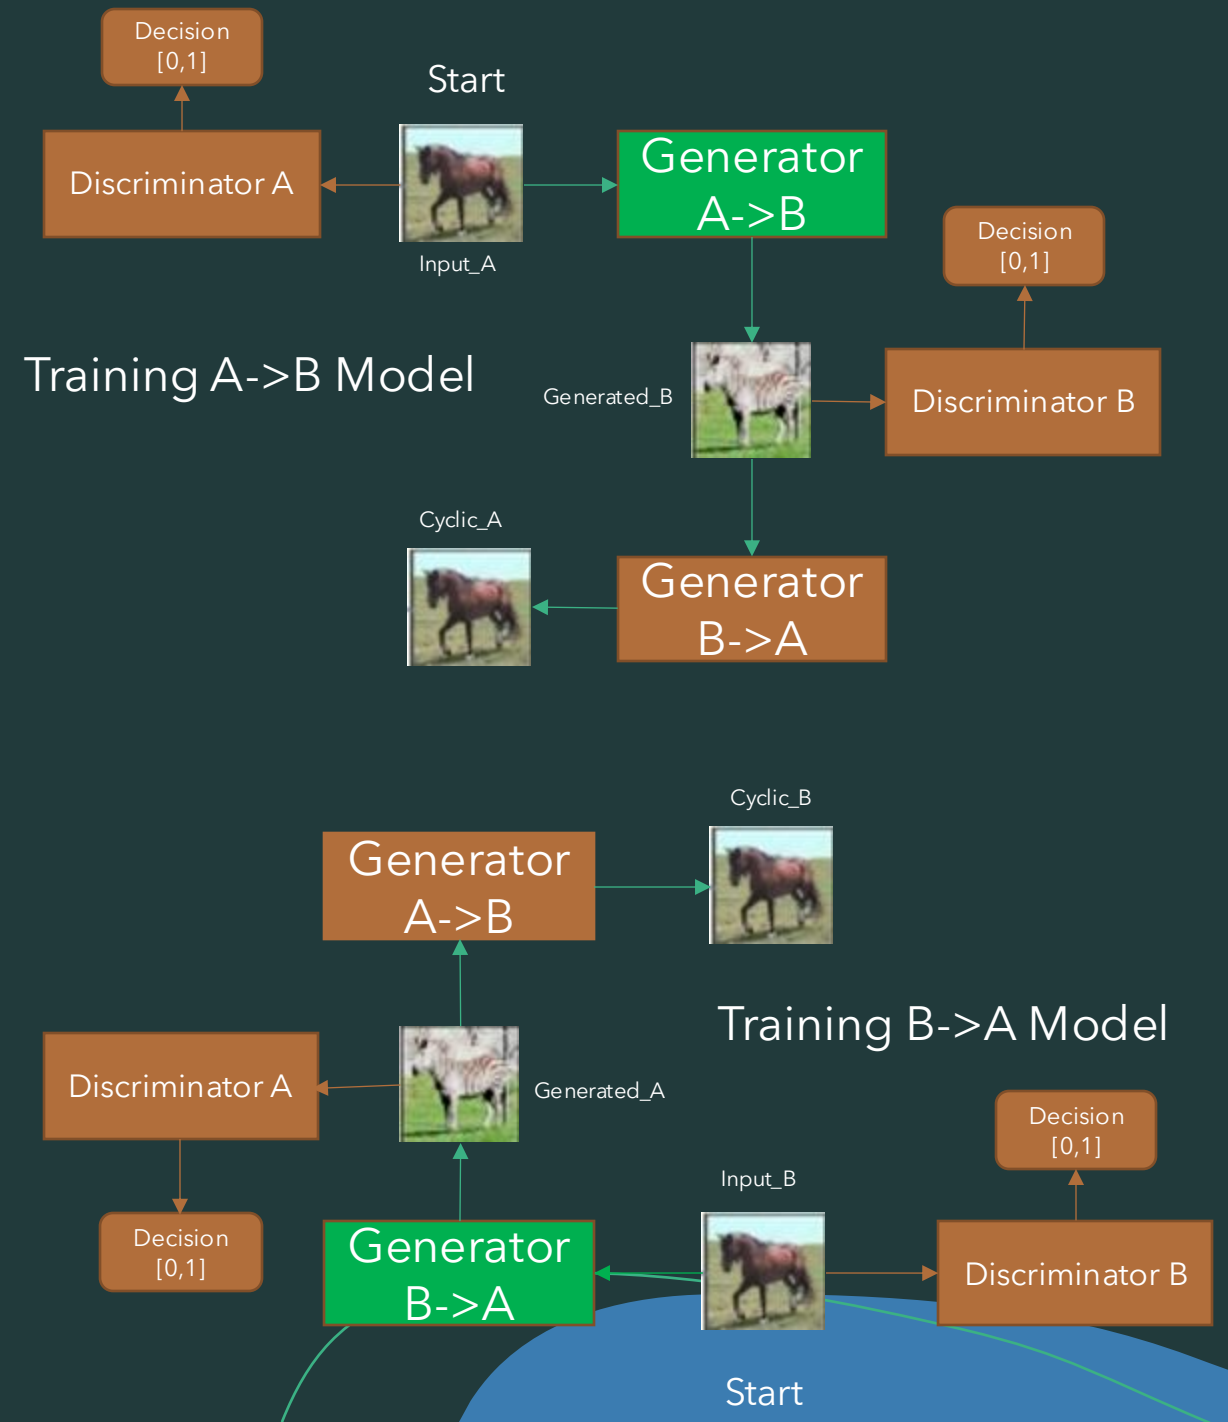 Decision
[0,1]
Start
Discriminator A
Generator
A->B
Input_A
Decision
[0,1]
Training A->B Model
Generated_B
Discriminator B
Cyclic_A
Generator
B->A
Cyclic_B
Generator
A->B
Training B->A Model
Discriminator A
Generated_A
Decision
[0,1]
Input_B
Decision
[0,1]
Generator
B->A
Discriminator B
Start